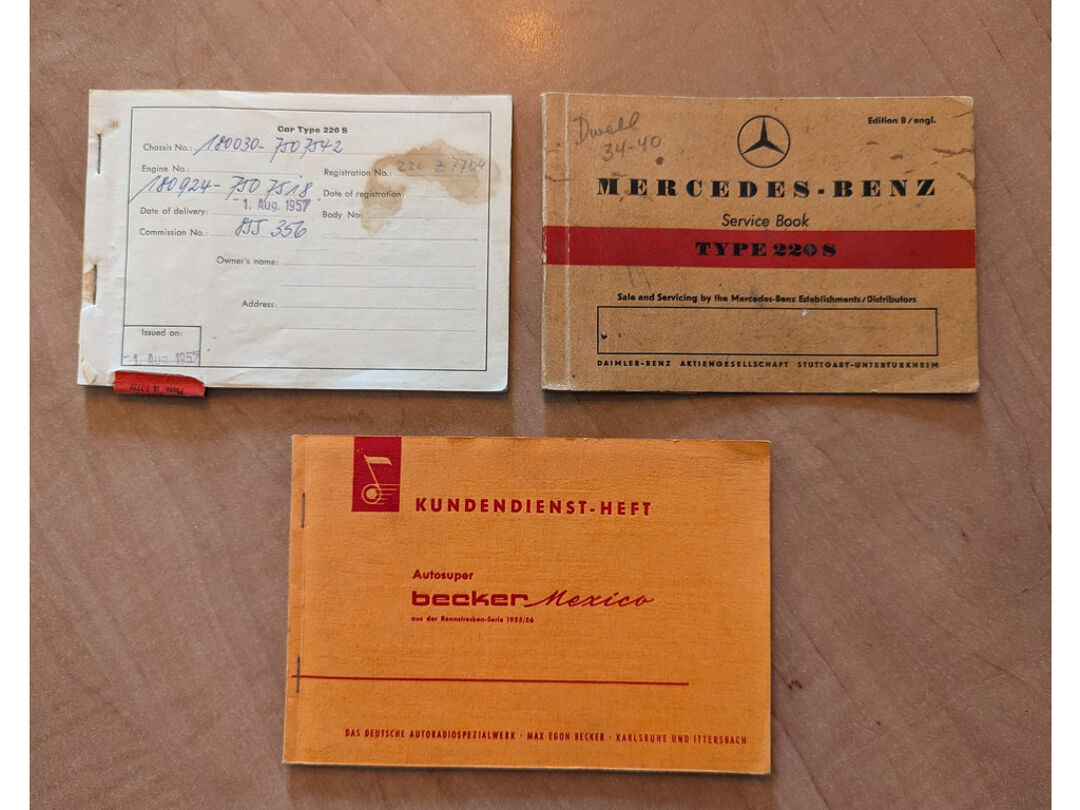 Car Type 220 S
Chassis No.: 180030-7507542
Engine No.:
180924-7507518
Registration No.: 220 Z 7704
Date of registration:
Date of delivery: -1. Aug. 1957
Body No:
Commission No.: 356
Owner's name:
Address:
Issued on:
-1. Aug. 1957
Dwell
34-40
Edition B/engl.
MERCEDES-BENZ
Service Book
TYPE 220 S
Sale and Servicing by the Mercedes-Benz Establishments/Distributors
DAIMLER-BENZ AKTIENGESELLSCHAFT STUTTGART-UNTERTÜRKHEIM
KUNDENDIENST-HEFT
Autosuper
becker Mexico
aus der Rennstrecken-Serie 1955/56
DAS DEUTSCHE AUTORADIOSPEZIALWERK · MAX EGON BECKER · KARLSRUHE UND ITTERSBACH